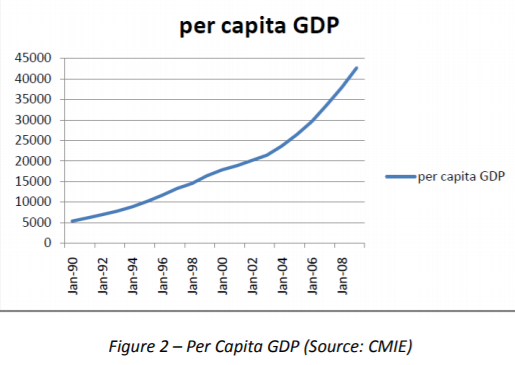 per capita GDP
45000
40000
35000
30000
25000
20000
15000
10000
5000
0
Jan-90
Jan-92
Jan-94
Jan-96
Jan-98
Jan-00
Jan-02
Jan-04
Jan-06
Jan-08
per capita GDP
Figure 2 – Per Capita GDP (Source: CMIE)